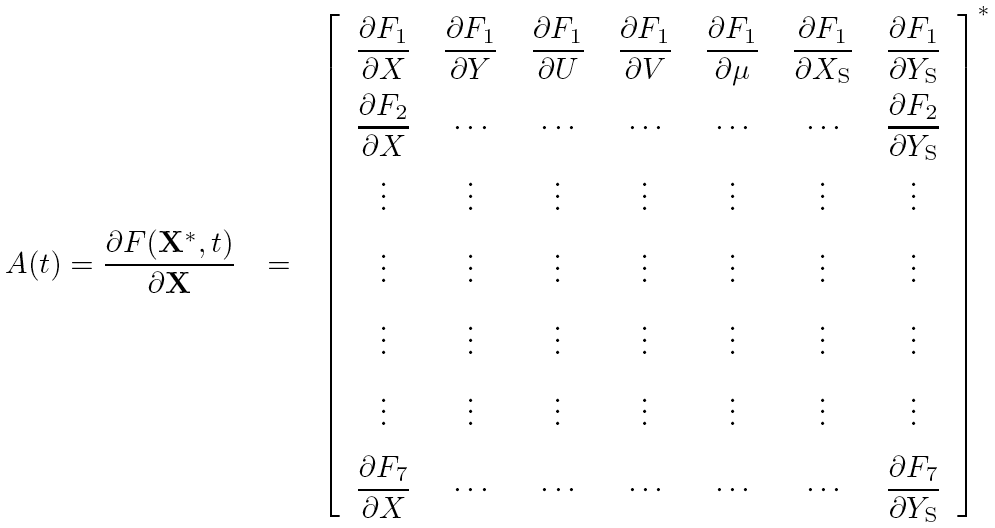 A(t) = \frac{\partial F(\mathbf{X}^*, t)}{\partial \mathbf{X}} \quad = \quad \begin{bmatrix}
\frac{\partial F_1}{\partial X} & \frac{\partial F_1}{\partial Y} & \frac{\partial F_1}{\partial U} & \frac{\partial F_1}{\partial V} & \frac{\partial F_1}{\partial \mu} & \frac{\partial F_1}{\partial X_{\mathrm{S}}} & \frac{\partial F_1}{\partial Y_{\mathrm{S}}} \\
\frac{\partial F_2}{\partial X} & \cdots & \cdots & \cdots & \cdots & \cdots & \frac{\partial F_2}{\partial Y_{\mathrm{S}}} \\
\vdots & \vdots & \vdots & \vdots & \vdots & \vdots & \vdots \\
\vdots & \vdots & \vdots & \vdots & \vdots & \vdots & \vdots \\
\vdots & \vdots & \vdots & \vdots & \vdots & \vdots & \vdots \\
\vdots & \vdots & \vdots & \vdots & \vdots & \vdots & \vdots \\
\frac{\partial F_7}{\partial X} & \cdots & \cdots & \cdots & \cdots & \cdots & \frac{\partial F_7}{\partial Y_{\mathrm{S}}}
\end{bmatrix}^*